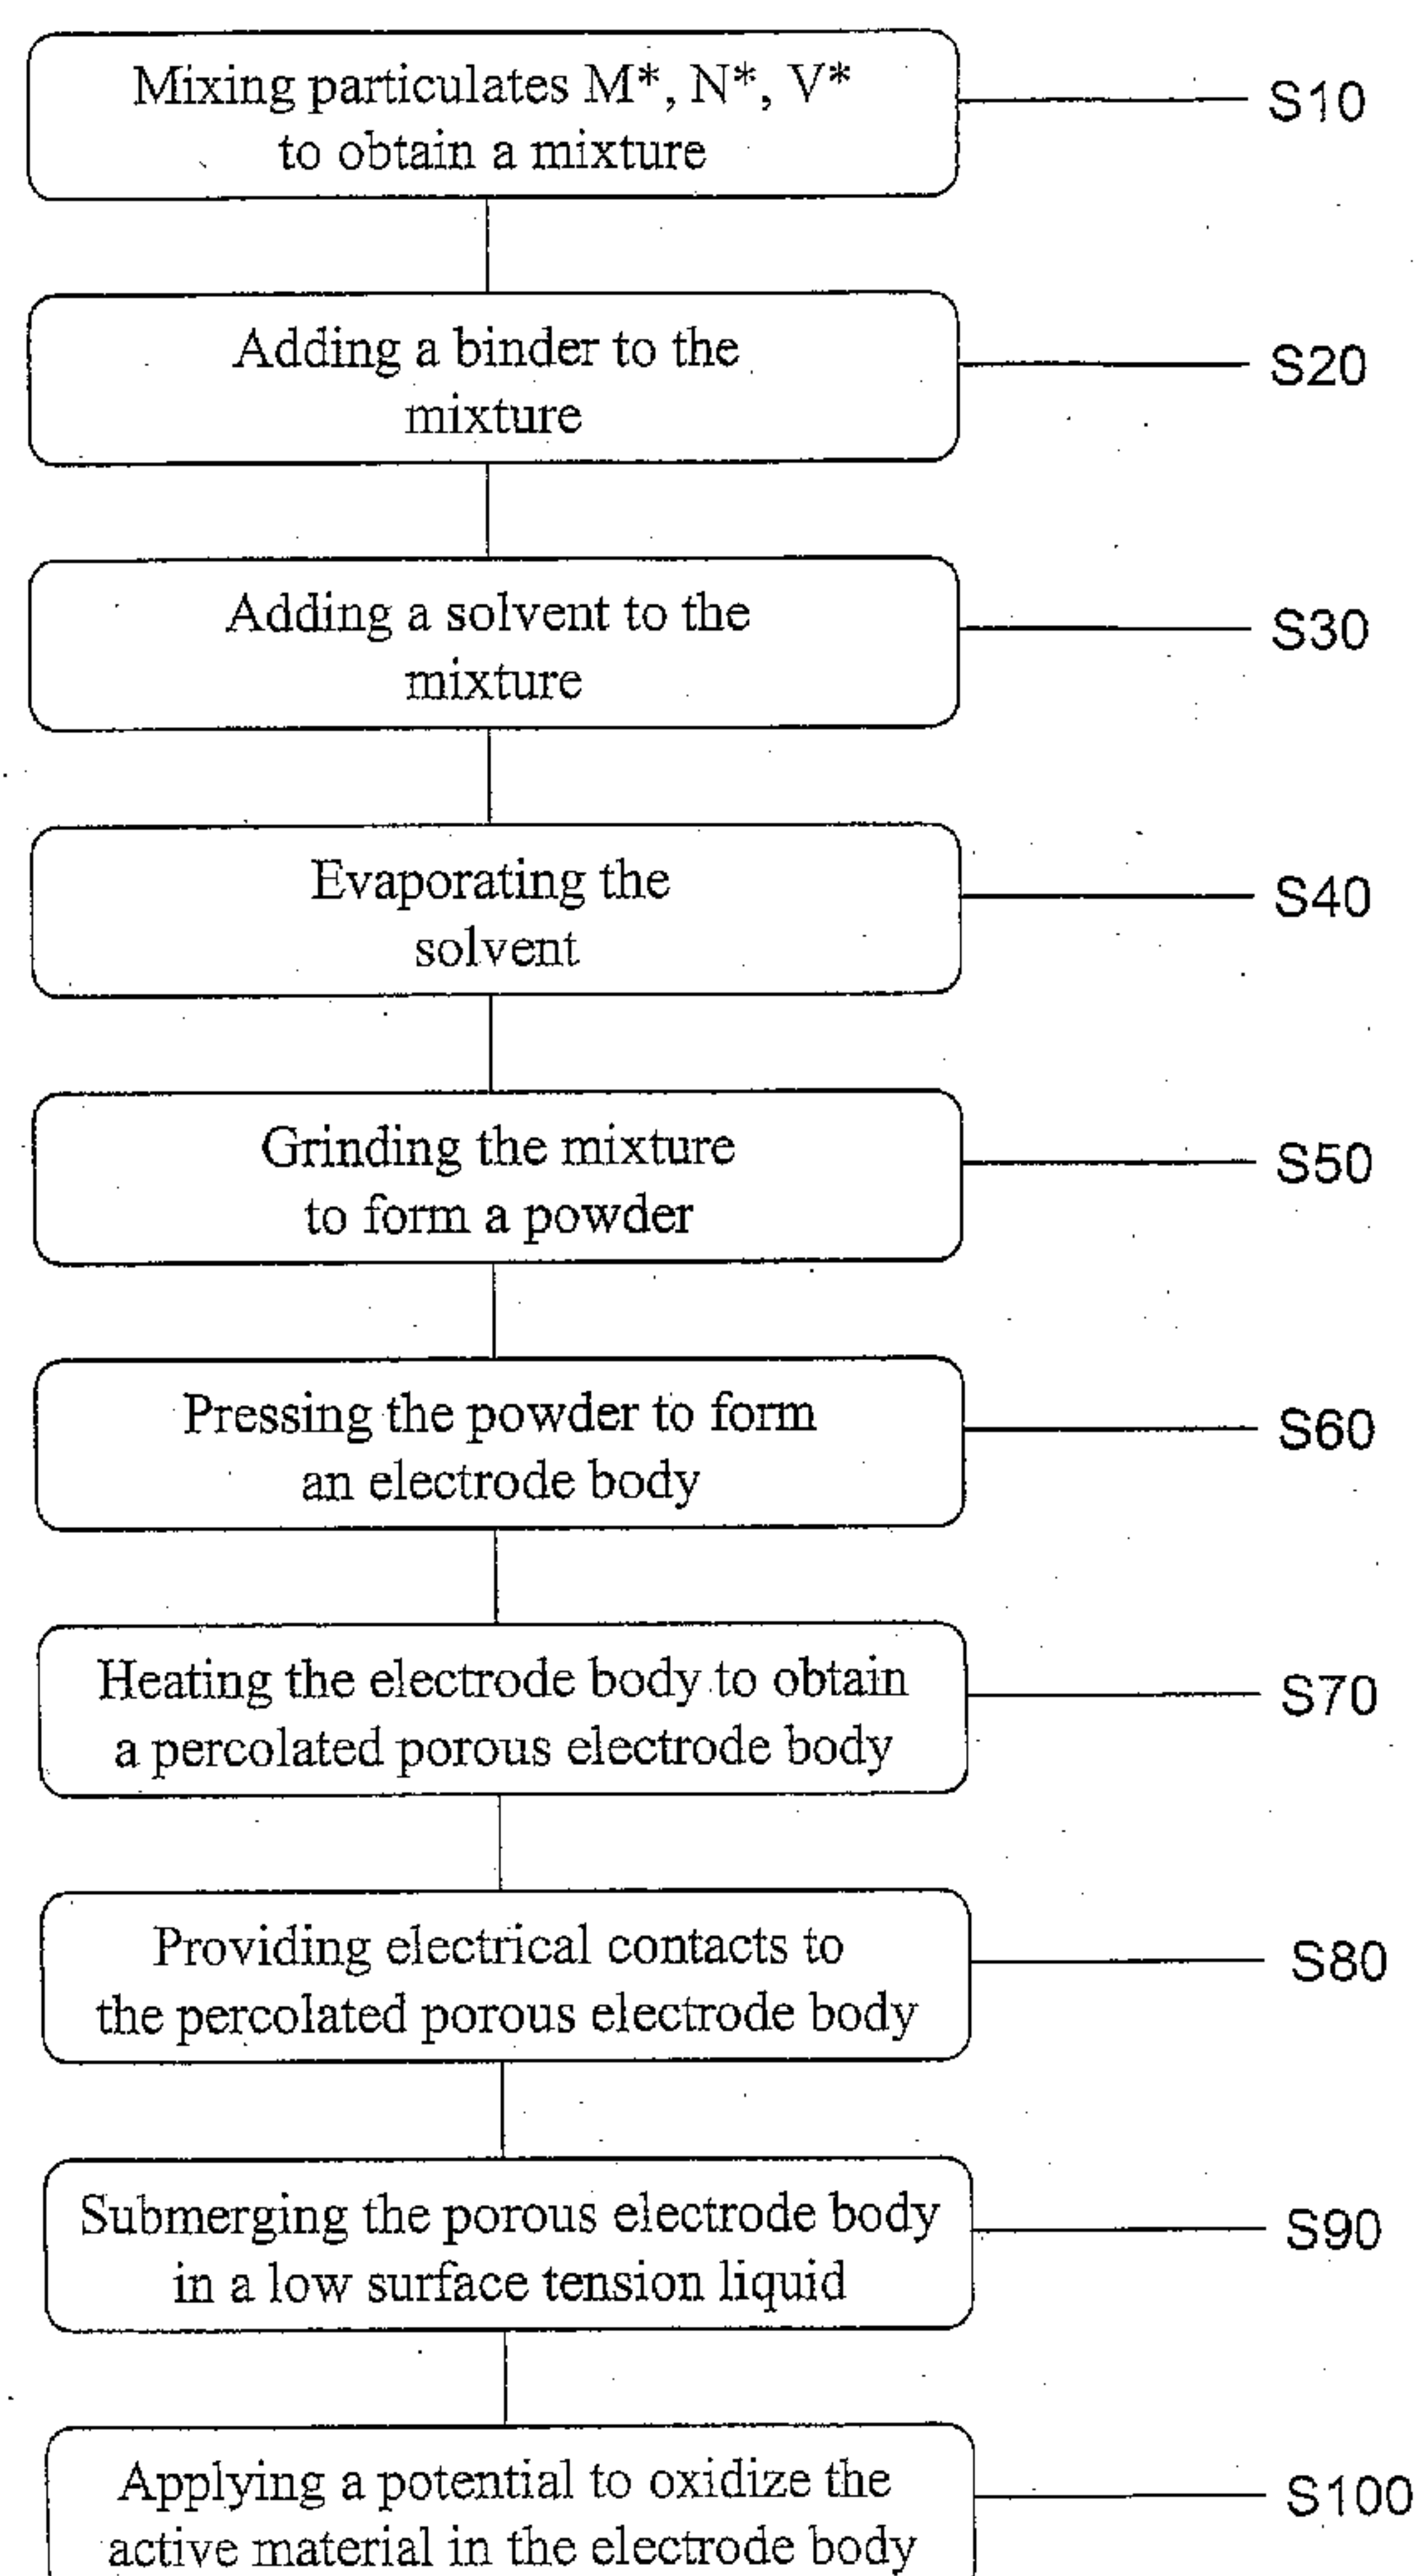 Mixing particulates M*, N*, V*
to obtain a mixture
S10
Adding a binder to the
mixture
S20
Adding a solvent to the
mixture
S30
Evaporating the
solvent
S40
Grinding the mixture
to form a powder
S50
Pressing the powder to form
an electrode body
S60
Heating the electrode body to obtain
a percolated porous electrode body
S70
Providing electrical contacts to
the percolated porous electrode body
S80
Submerging the porous electrode body
in a low surface tension liquid
S90
Applying a potential to oxidize the
active material in the electrode body
S100